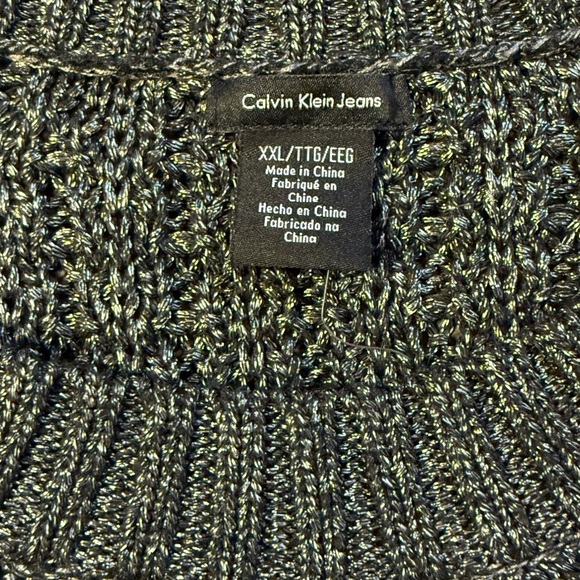 Calvin Klein Jeans
XXL/TTG/EEG
Made in China
Fabriqué en
Chine
Hecho en China
Fabricado na
China